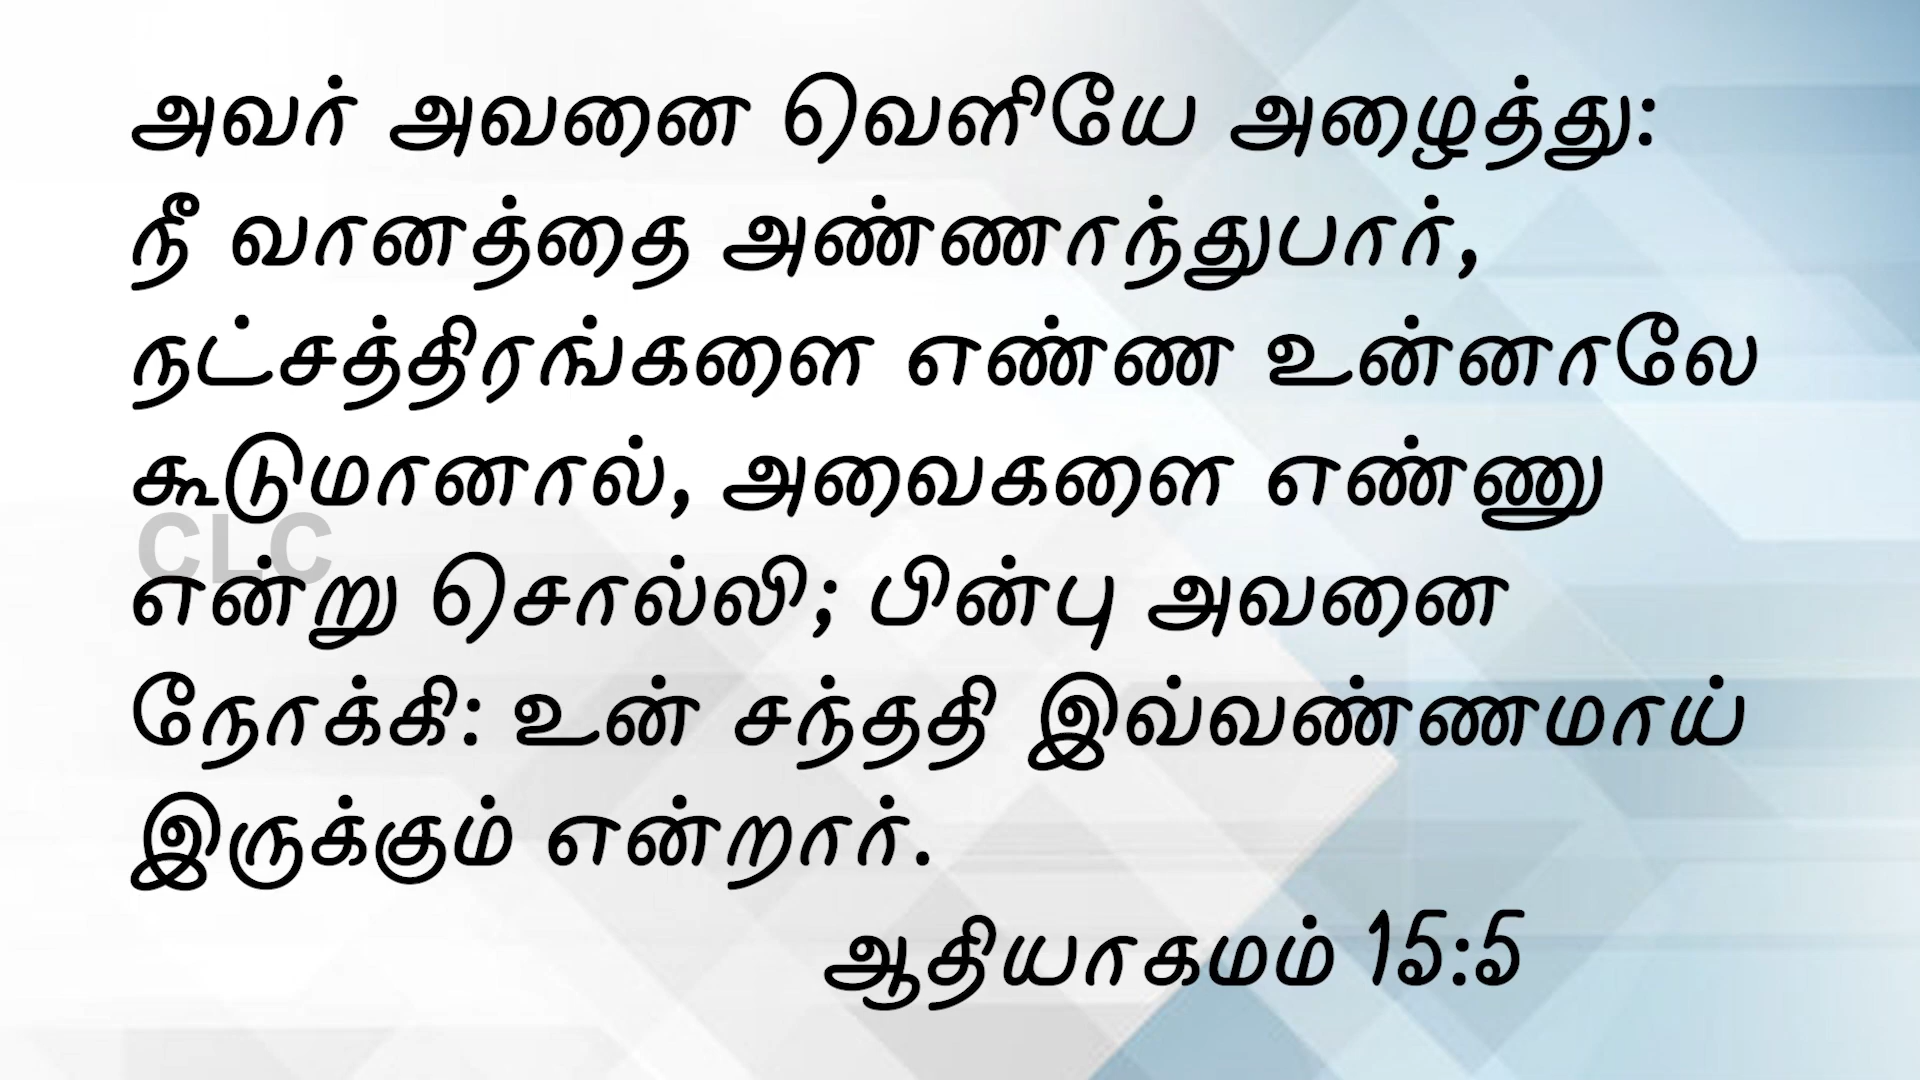 அவர் அவனை வெளியே அழைத்து:
நீ வானத்தை அண்ணாந்துபார்,
நட்சத்திரங்களை எண்ண உன்னாலே
கூடுமானால், அவைகளை எண்ணு
CLC
என்று சொல்லி; பின்பு அவனை
நோக்கி: உன் சந்ததி இவ்வண்ணமாய்
இருக்கும் என்றார்.
ஆதியாகமம் 15:5